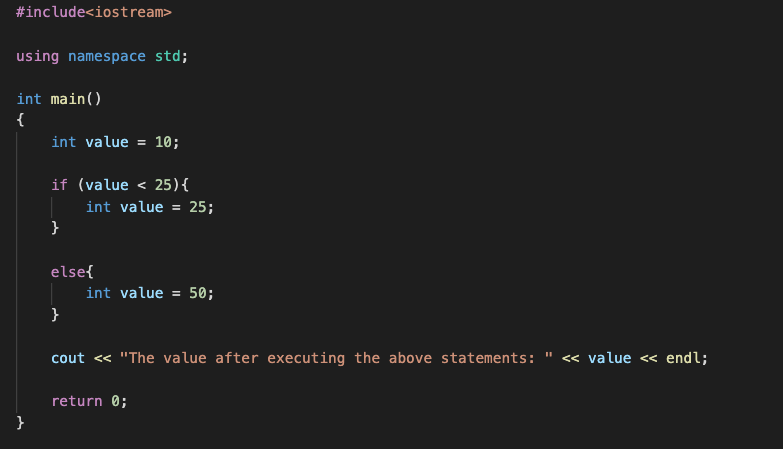 #include<iostream>
using namespace std;
int main()
{
int value = 10;
if (value < 25){
int value = 25;
}
else{
int value = 50;
}
cout << "The value after executing the above statements: " << value << endl;
return 0;
}